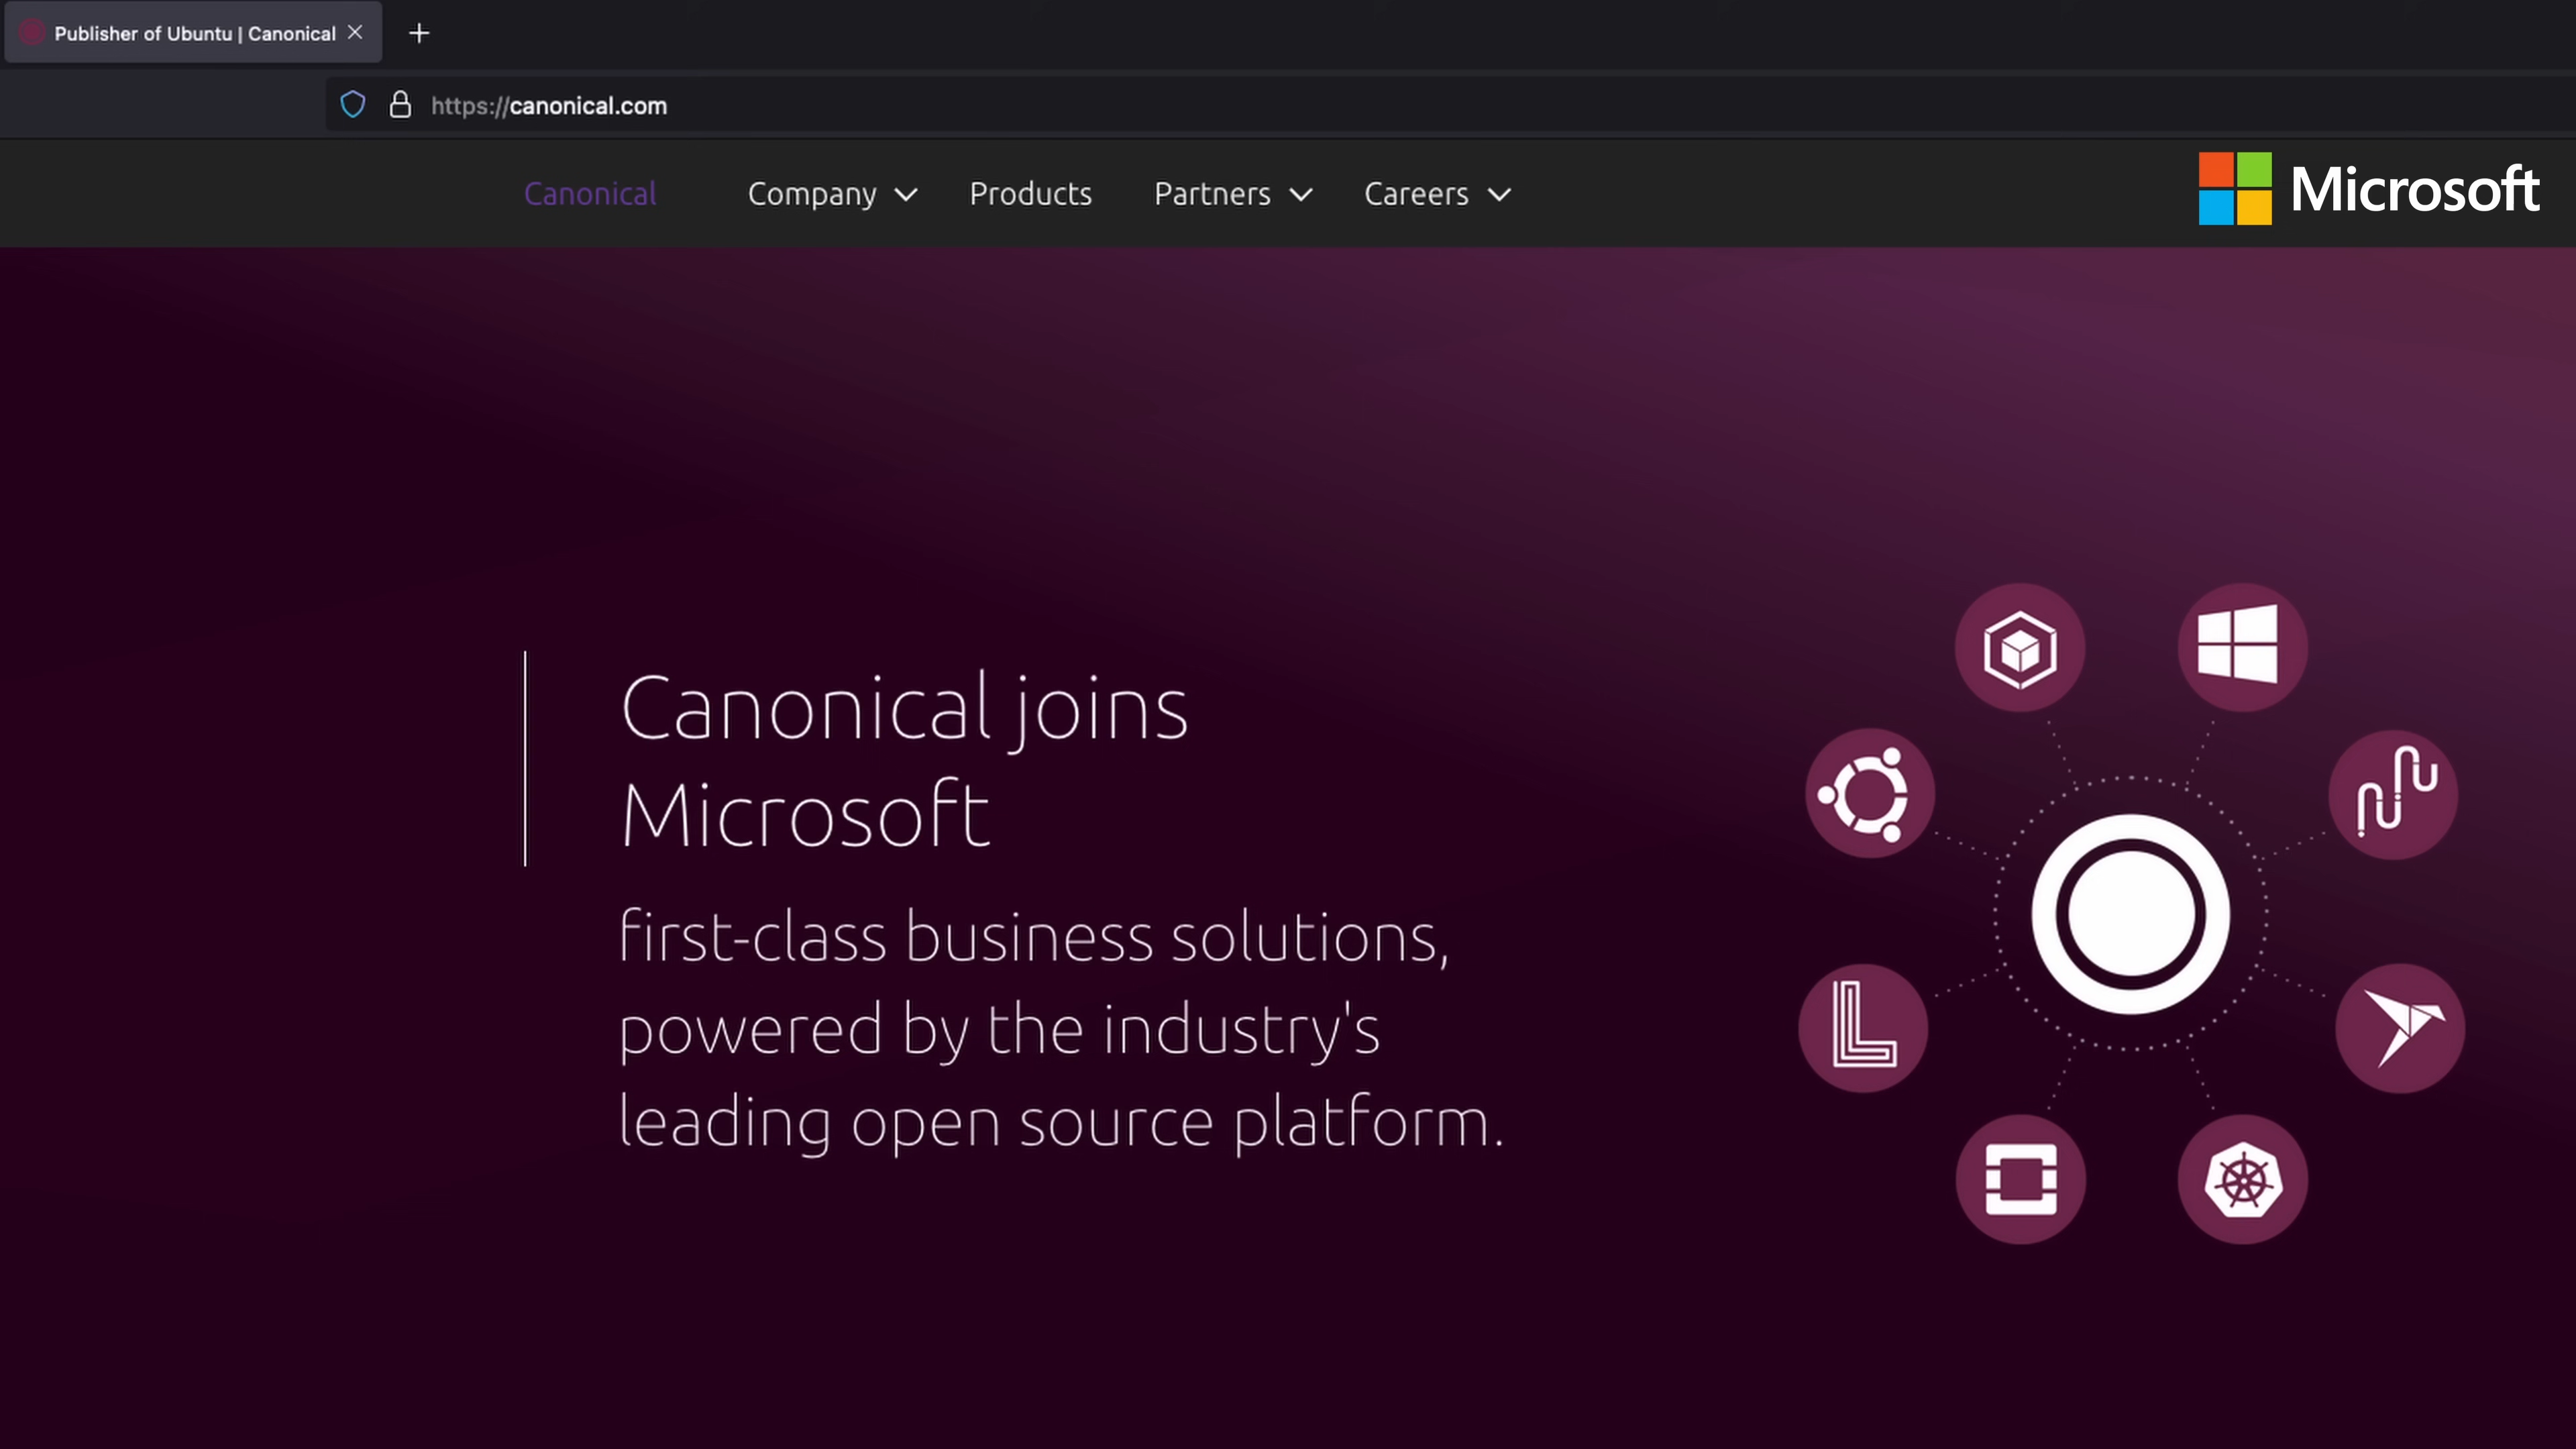 Publisher of Ubuntu | Canonical
https://canonical.com
Canonical Company Products Partners Careers Microsoft
Canonical joins
Microsoft
first-class business solutions,
powered by the industry's
leading open source platform.